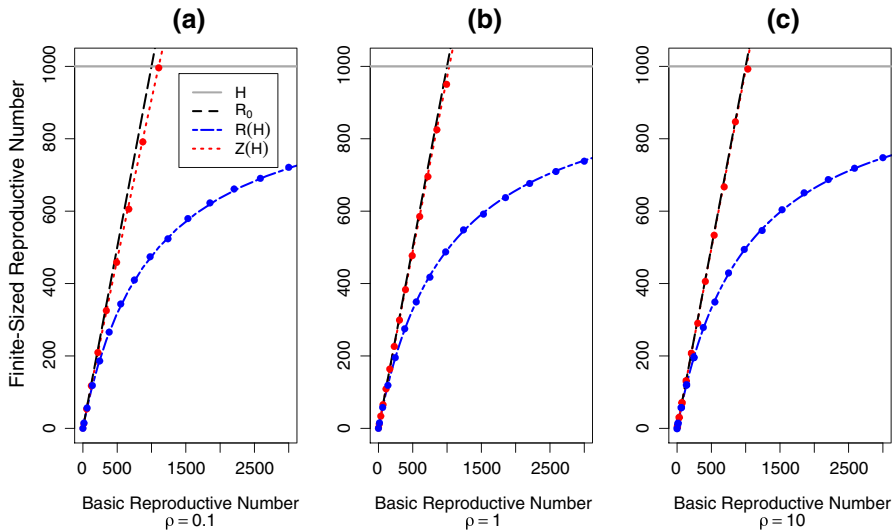 (a)
(b)
(c)
Finite-Sized Reproductive Number
0 200 400 600 800 1000
H
R0
R(H)
Z(H)
0 500 1500 2500
Basic Reproductive Number
ρ = 0.1
0 200 400 600 800 1000
0 500 1500 2500
Basic Reproductive Number
ρ = 1
0 200 400 600 800 1000
0 500 1500 2500
Basic Reproductive Number
ρ = 10